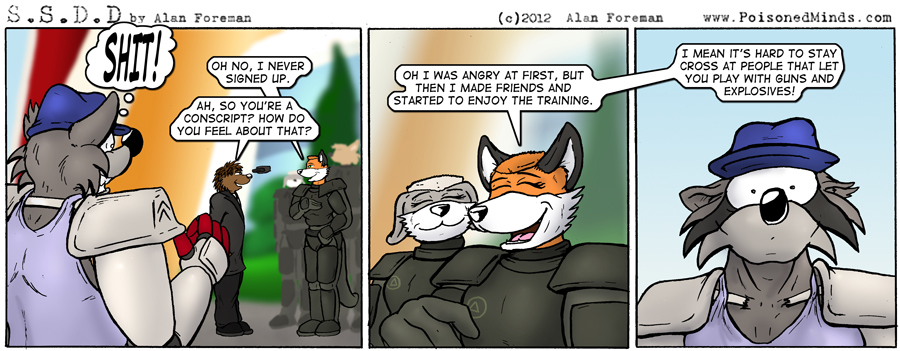 S.S.D.D by Alan Foreman (c)2012 Alan Foreman www.PoisonedMinds.com
SHIT!
OH NO, I NEVER
SIGNED UP.
AH, SO YOU'RE A
CONSCRIPT? HOW DO
YOU FEEL ABOUT THAT?
OH I WAS ANGRY AT FIRST, BUT
THEN I MADE FRIENDS AND
STARTED TO ENJOY THE TRAINING.
I MEAN IT'S HARD TO STAY
CROSS AT PEOPLE THAT LET
YOU PLAY WITH GUNS AND
EXPLOSIVES!